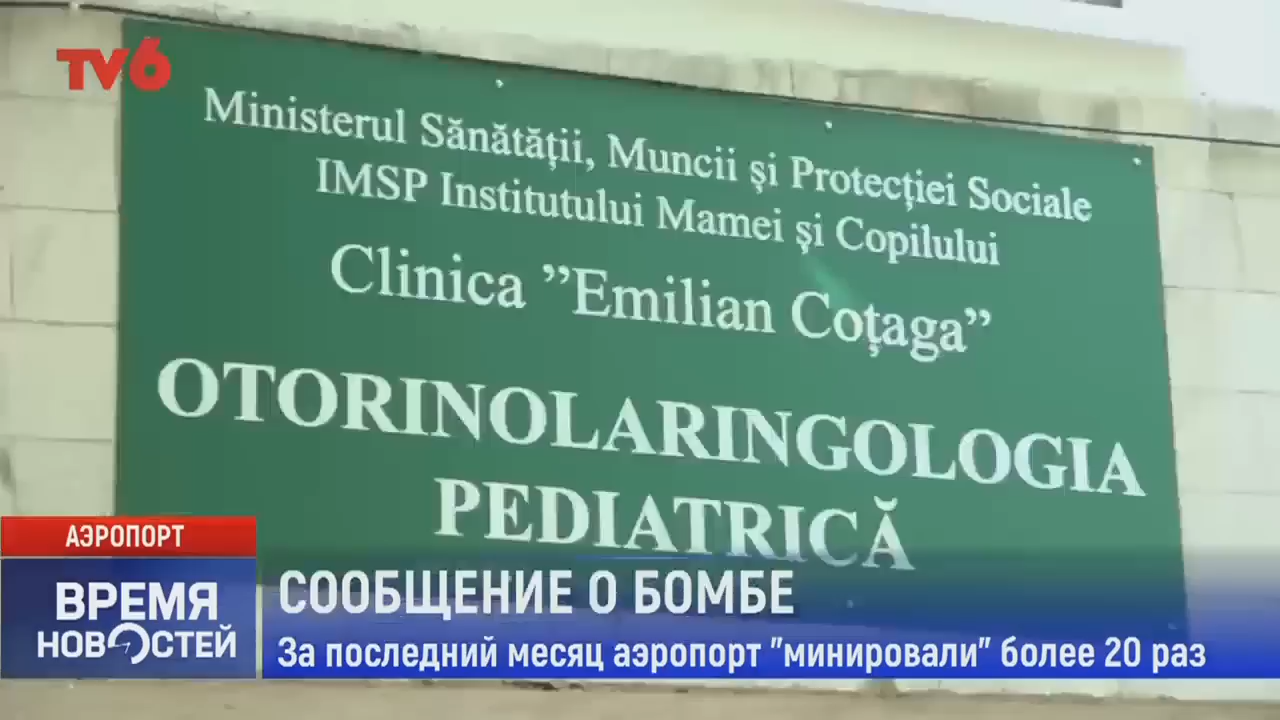 TV6
Ministerul Sănătății, Muncii și Protecției Sociale
IMSP Institutului Mamei și Copilului
Clinica ”Emilian Coțaga”
OTORINOLARINGOLOGIA
PEDIATRICĂ
АЭРОПОРТ
ВРЕМЯ
НОВОСТЕЙ
СООБЩЕНИЕ О БОМБЕ
За последний месяц аэропорт "минировали" более 20 раз